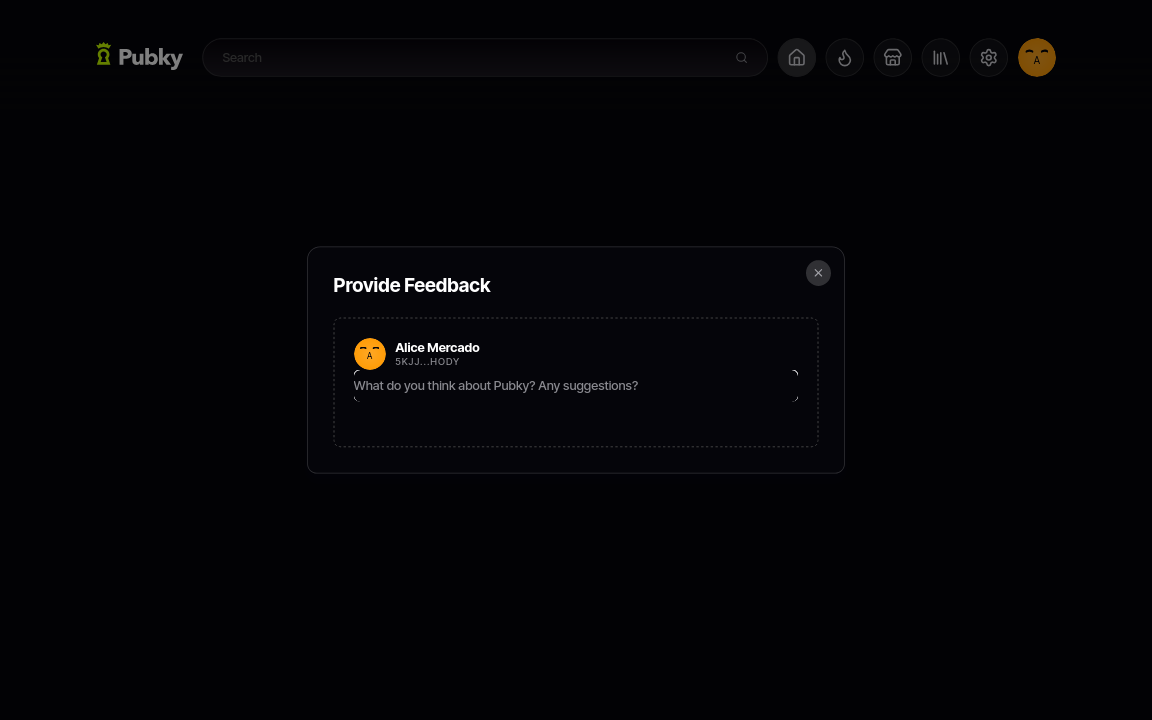 Pubky
Search
A
Provide Feedback
A
Alice Mercado
5KJJ...HODY
What do you think about Pubky? Any suggestions?